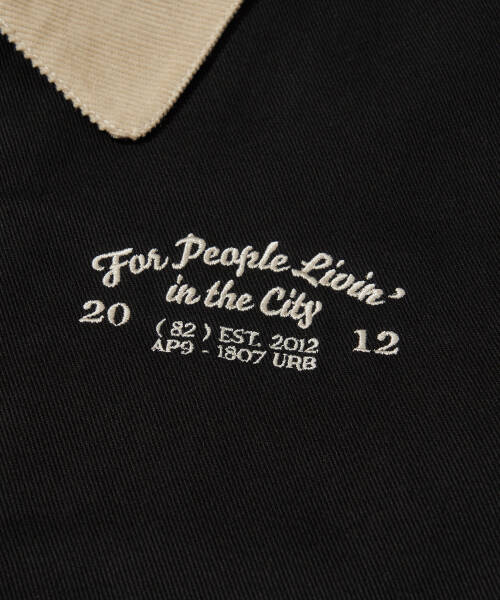 For People Livin'
in the City
20 12
( 82 ) EST. 2012
AP9 - 1807 URB